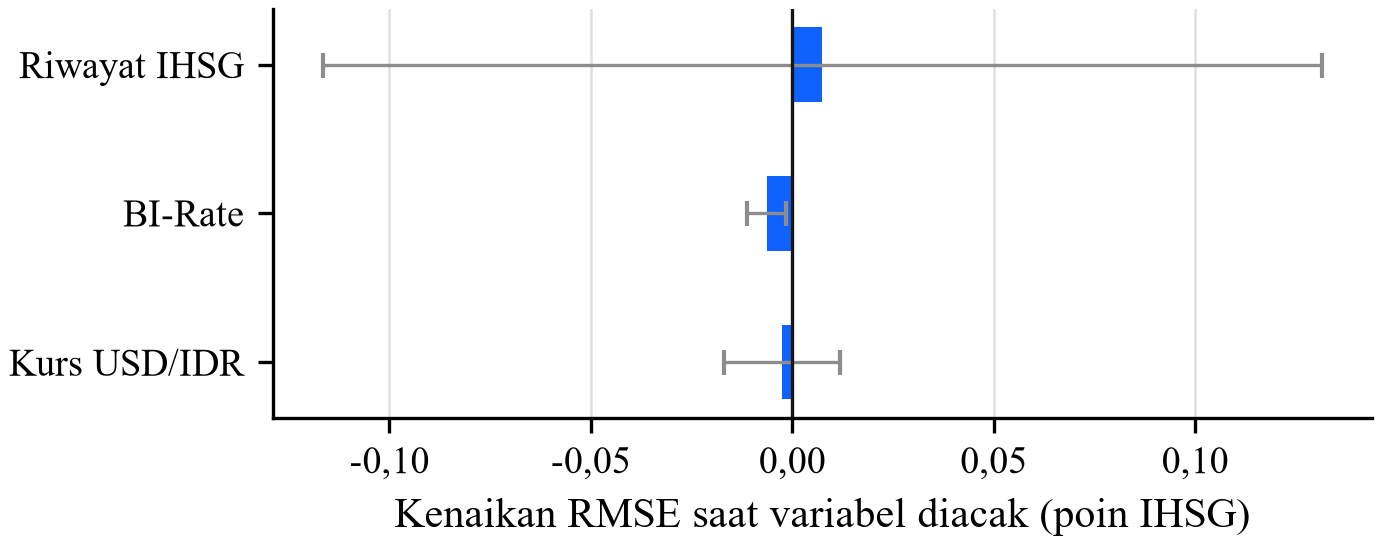 Riwayat IHSG
BI-Rate
Kurs USD/IDR
-0,10 -0,05 0,00 0,05 0,10
Kenaikan RMSE saat variabel diacak (poin IHSG)